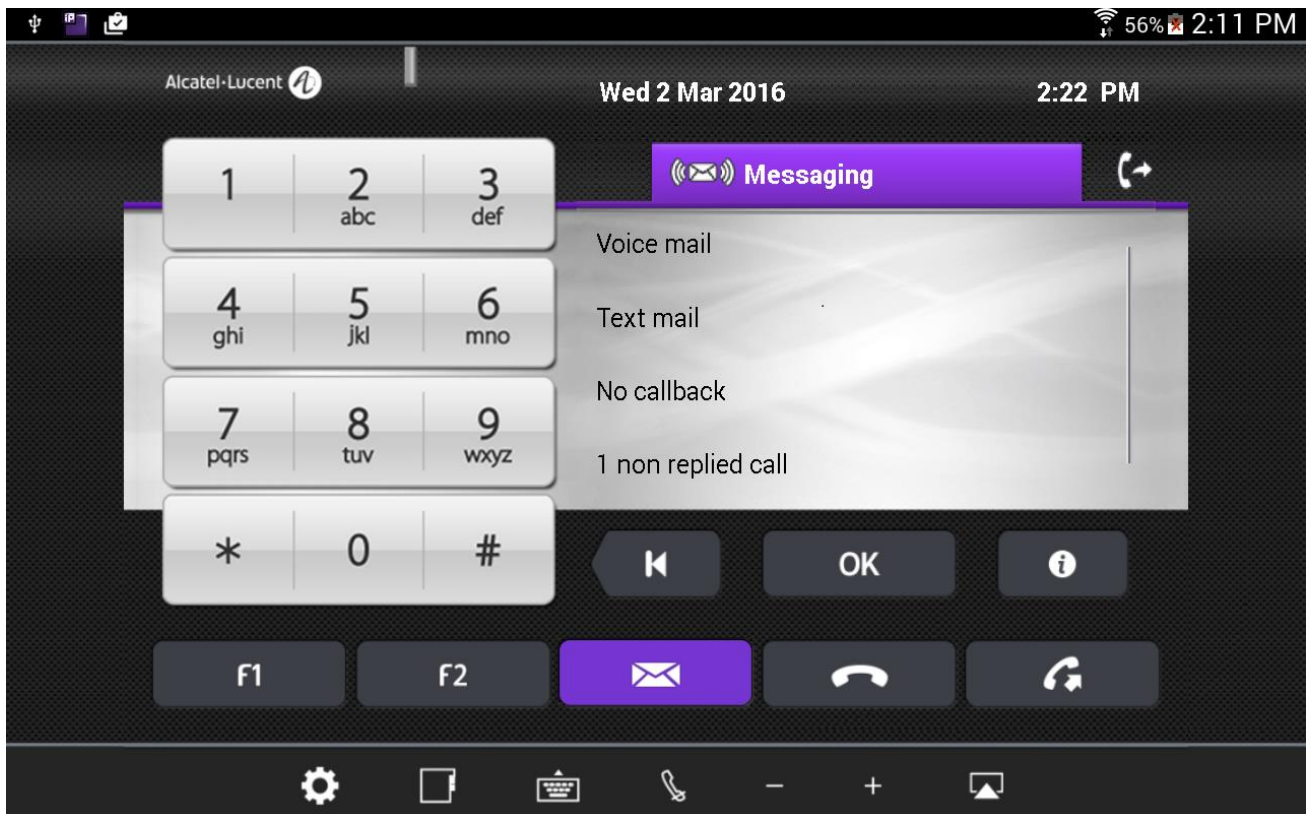 56% 2:11 PM
Alcatel·Lucent
Wed 2 Mar 2016 2:22 PM
Messaging
1 2 3
abc def
Voice mail
4 5 6
ghi jkl mno
Text mail
No callback
7 8 9
pqrs tuv wxyz
1 non replied call
* 0 #
OK
F1 F2